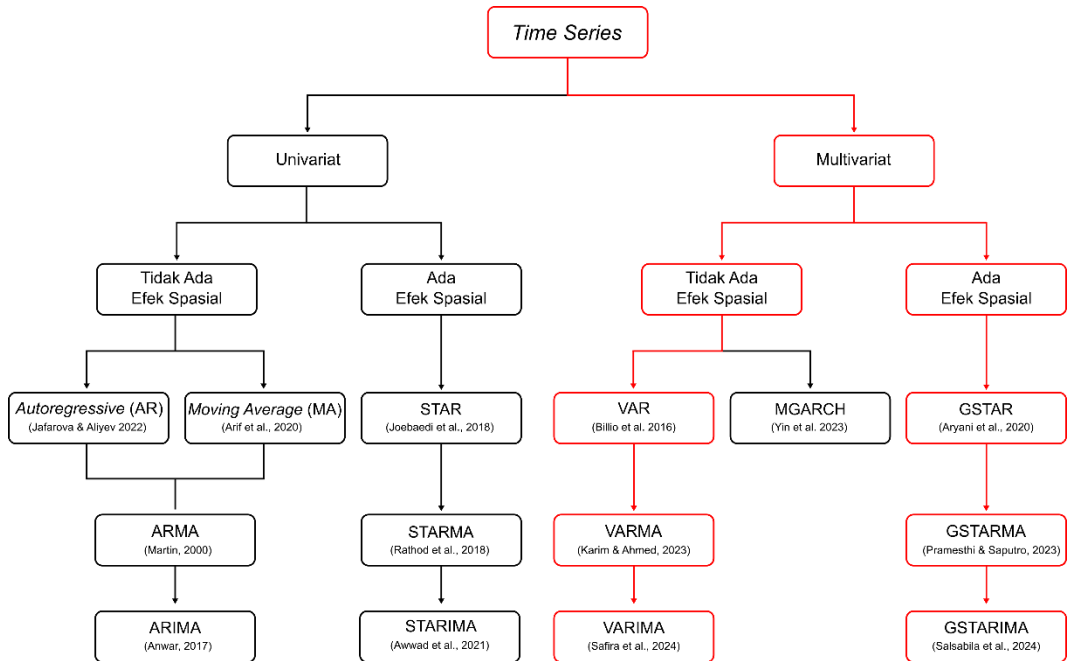 Time Series
Univariat
Multivariat
Tidak Ada
Efek Spasial
Ada
Efek Spasial
Tidak Ada
Efek Spasial
Ada
Efek Spasial
Autoregressive (AR)
(Jafarova & Aliyev 2022)
Moving Average (MA)
(Arif et al., 2020)
STAR
(Joebaedi et al., 2018)
VAR
(Billio et al. 2016)
MGARCH
(Yin et al. 2023)
GSTAR
(Aryani et al., 2020)
ARMA
(Martin, 2000)
STARMA
(Rathod et al., 2018)
VARMA
(Karim & Ahmed, 2023)
GSTARMA
(Pramesthi & Saputro, 2023)
ARIMA
(Anwar, 2017)
STARIMA
(Awwad et al., 2021)
VARIMA
(Safira et al., 2024)
GSTARIMA
(Salsabila et al., 2024)